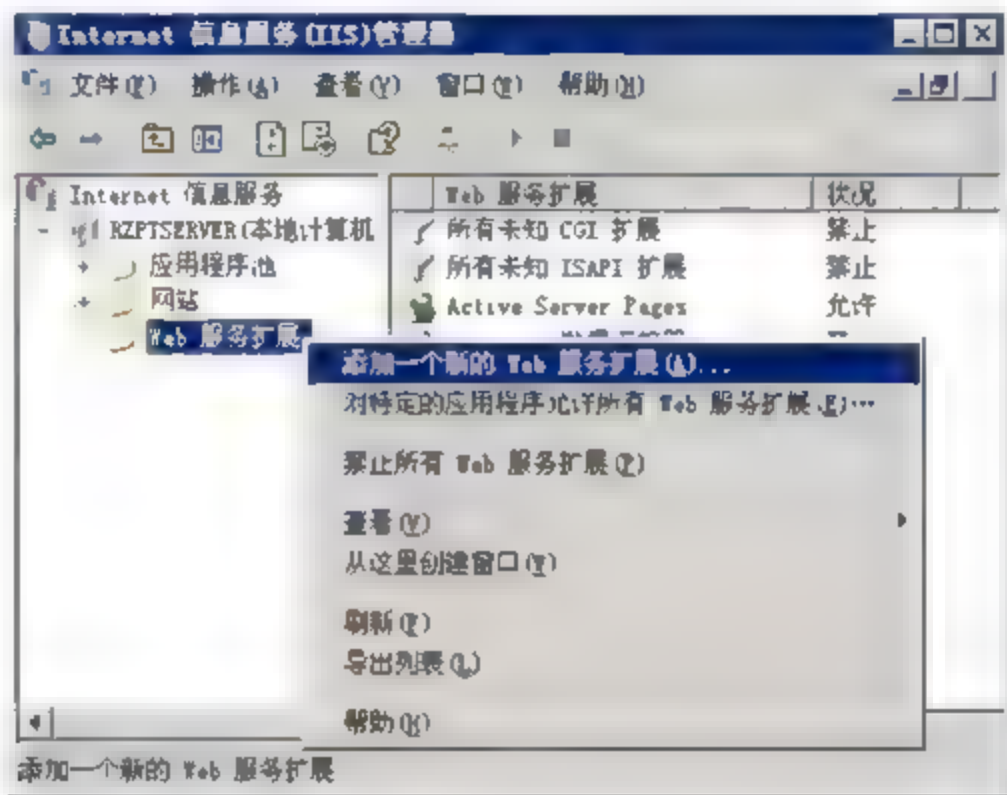 Internet 信息服务(IIS)管理器
文件(F) 操作(A) 查看(V) 窗口(W) 帮助(H)
Internet 信息服务
RZPTSERVER(本地计算机
应用程序池
网站
Web 服务扩展
Web 服务扩展 状况
所有未知 CGI 扩展 禁止
所有未知 ISAPI 扩展 禁止
Active Server Pages 允许
添加一个新的 Web 服务扩展(A)...
对特定的应用程序允许所有 Web 服务扩展(E)...
禁止所有 Web 服务扩展(P)
查看(V)
从这里创建窗口(W)
刷新(F)
导出列表(L)
帮助(H)
添加一个新的 Web 服务扩展